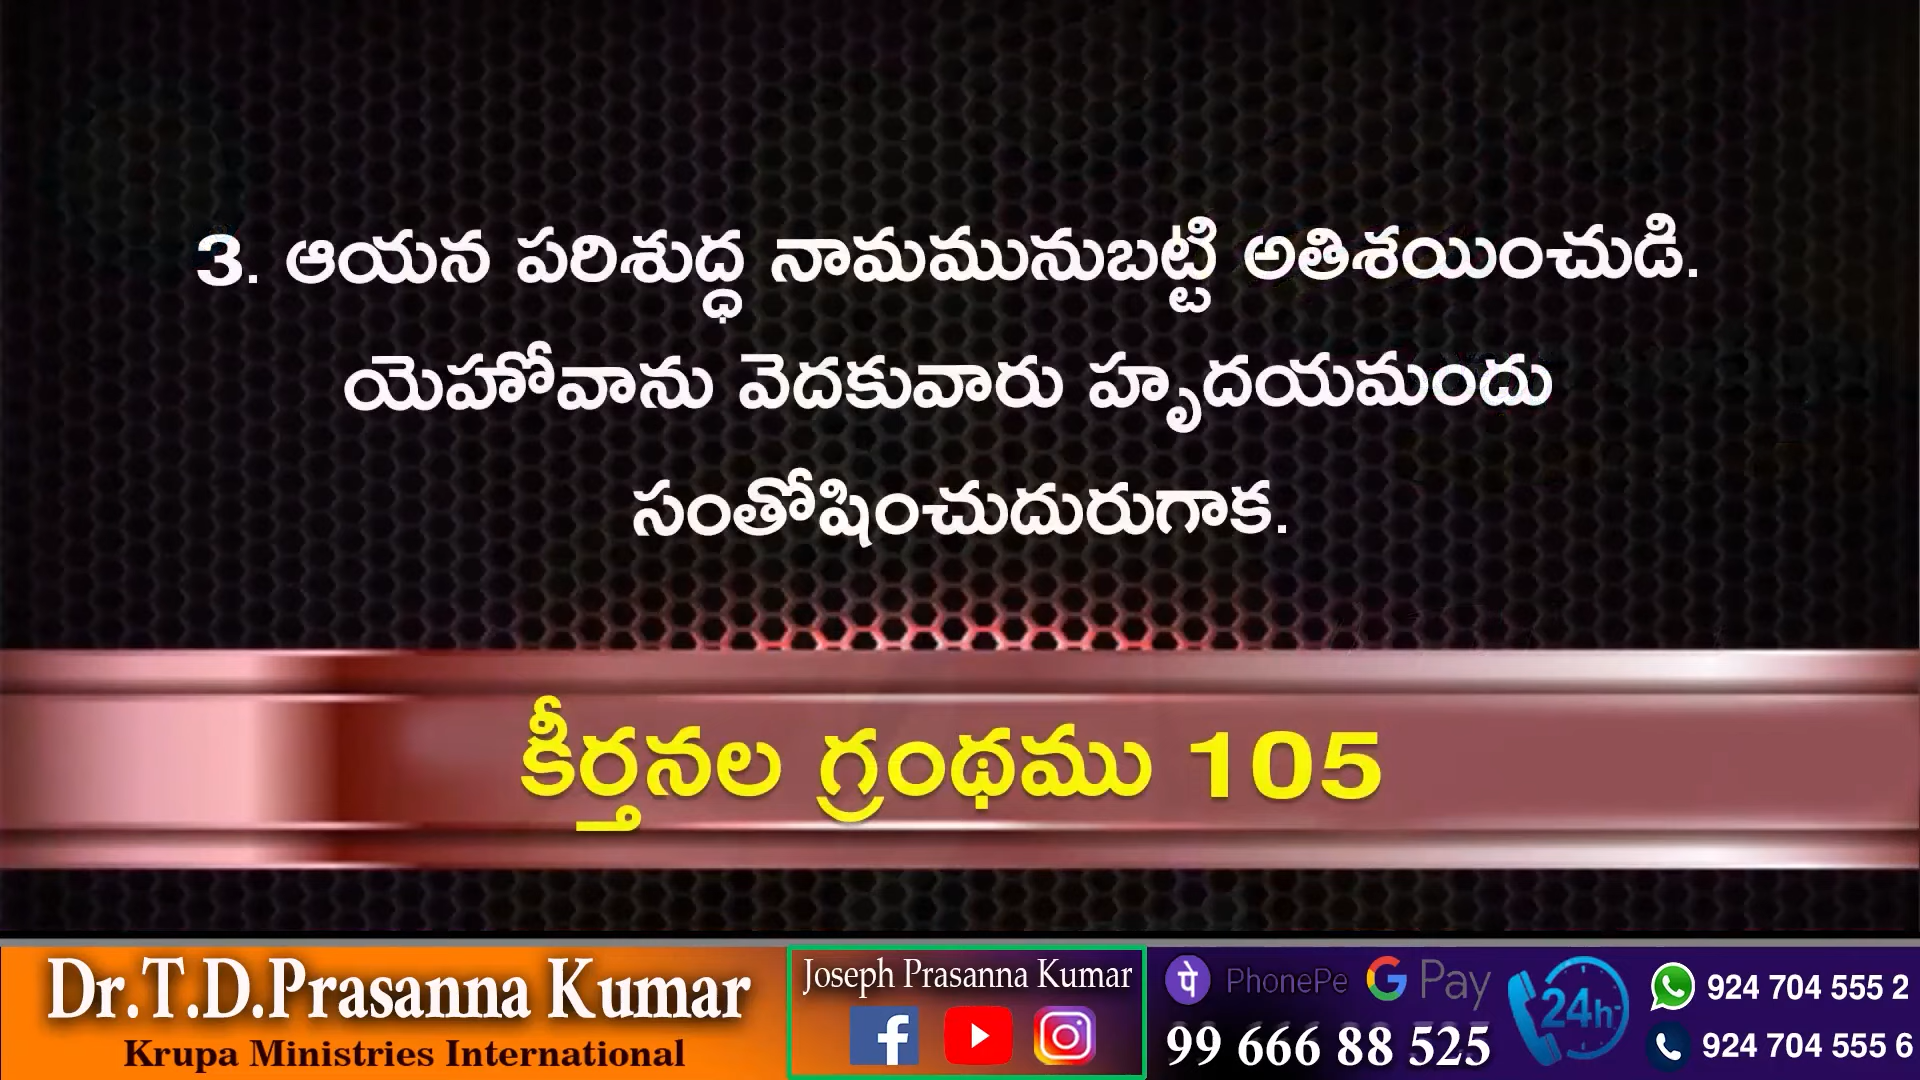 3. ఆయన పరిశుద్ధ నామమునుబట్టి అతిశయించుడి.
యెహోవాను వెదకువారు హృదయమందు
సంతోషించుదురుగాక.
కీర్తనల గ్రంథము 105
Dr.T.D.Prasanna Kumar
Krupa Ministries International
Joseph Prasanna Kumar
पे PhonePe G Pay
99 666 88 525
24h
924 704 555 2
924 704 555 6